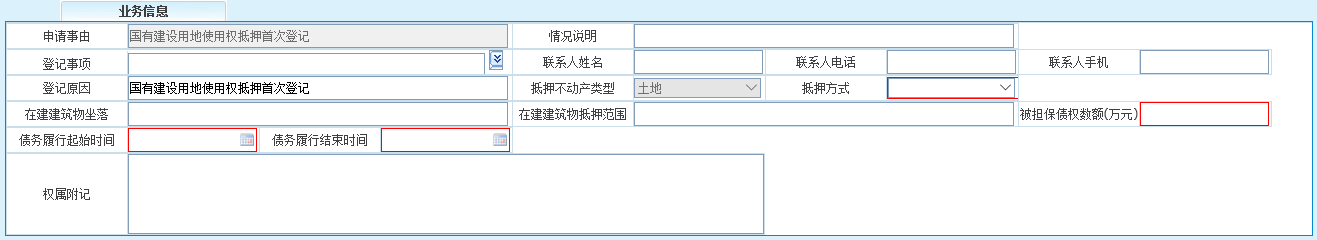 业务信息
申请事由 国有建设用地使用权抵押首次登记 情况说明
登记事项 联系人姓名 联系人电话 联系人手机
登记原因 国有建设用地使用权抵押首次登记 抵押不动产类型 土地 抵押方式
在建建筑物坐落 在建建筑物抵押范围 被担保债权数额(万元)
债务履行起始时间 债务履行结束时间
权属附记